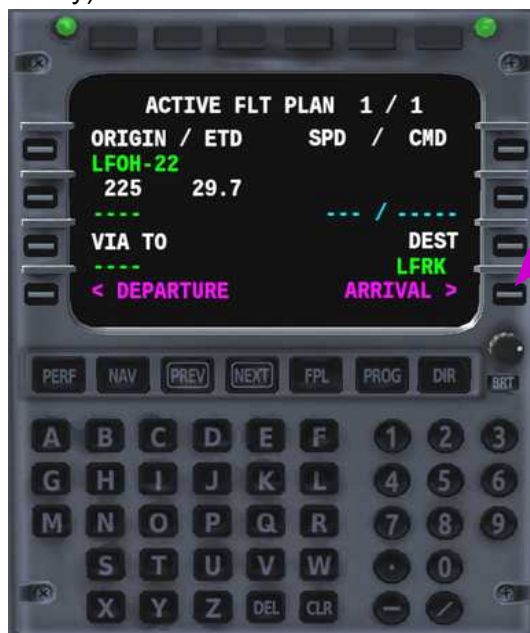 ACTIVE FLT PLAN 1 / 1
ORIGIN / ETD SPD / CMD
LFOH-22
225 29.7
---- --- / -----
VIA TO DEST
---- LFRK
< DEPARTURE ARRIVAL >
PERF NAV PREV NEXT FPL PROG DIR BRT
A B C D E F 1 2 3
G H I J K L 4 5 6
M N O P Q R 7 8 9
S T U V W . 0
X Y Z DEL CLR - /